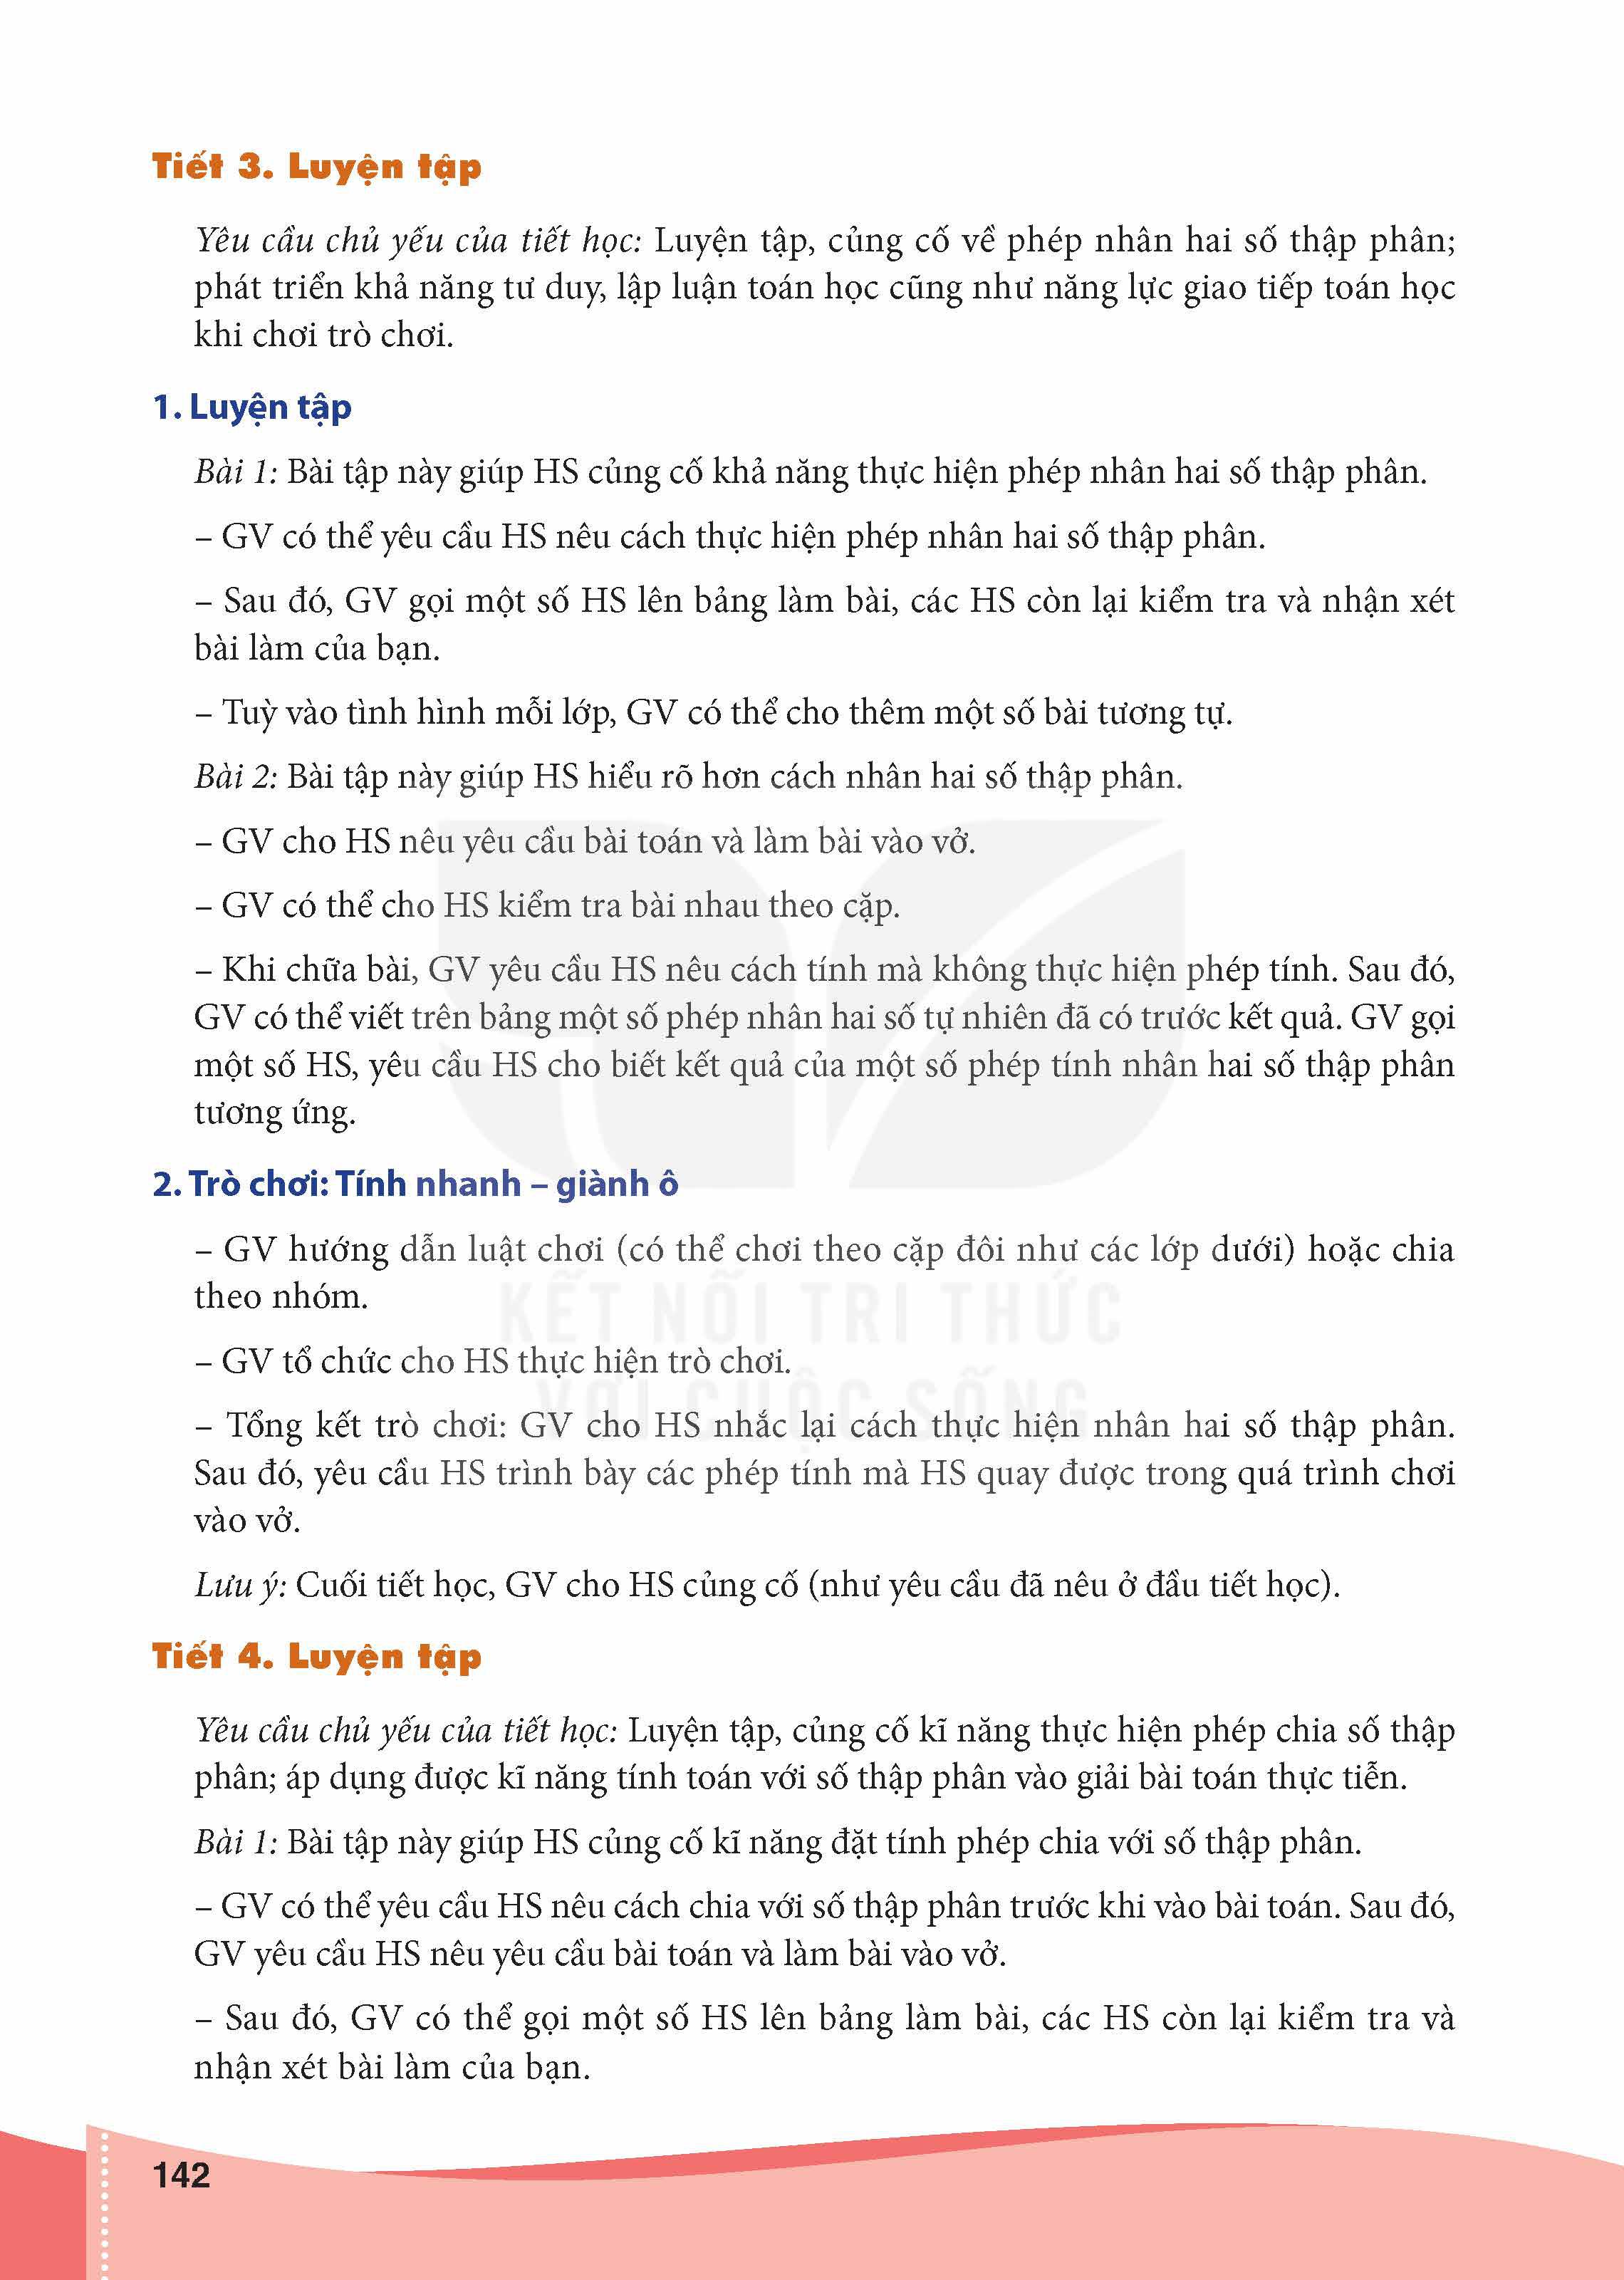 Tiết 3. Luyện tập
Yêu cầu chủ yếu của tiết học: Luyện tập, củng cố về phép nhân hai số thập phân;
phát triển khả năng tư duy, lập luận toán học cũng như năng lực giao tiếp toán học
khi chơi trò chơi.
1. Luyện tập
Bài 1: Bài tập này giúp HS củng cố khả năng thực hiện phép nhân hai số thập phân.
– GV có thể yêu cầu HS nêu cách thực hiện phép nhân hai số thập phân.
– Sau đó, GV gọi một số HS lên bảng làm bài, các HS còn lại kiểm tra và nhận xét
bài làm của bạn.
– Tuỳ vào tình hình mỗi lớp, GV có thể cho thêm một số bài tương tự.
Bài 2: Bài tập này giúp HS hiểu rõ hơn cách nhân hai số thập phân.
– GV cho HS nêu yêu cầu bài toán và làm bài vào vở.
– GV có thể cho HS kiểm tra bài nhau theo cặp.
– Khi chữa bài, GV yêu cầu HS nêu cách tính mà không thực hiện phép tính. Sau đó,
GV có thể viết trên bảng một số phép nhân hai số tự nhiên đã có trước kết quả. GV gọi
một số HS, yêu cầu HS cho biết kết quả của một số phép tính nhân hai số thập phân
tương ứng.
2. Trò chơi: Tính nhanh – giành ô
– GV hướng dẫn luật chơi (có thể chơi theo cặp đôi như các lớp dưới) hoặc chia
theo nhóm.
KẾT NỐI TRI THỨC
– GV tổ chức cho HS thực hiện trò chơi.
VỚI CUỘC SỐNG
– Tổng kết trò chơi: GV cho HS nhắc lại cách thực hiện nhân hai số thập phân.
Sau đó, yêu cầu HS trình bày các phép tính mà HS quay được trong quá trình chơi
vào vở.
Lưu ý: Cuối tiết học, GV cho HS củng cố (như yêu cầu đã nêu ở đầu tiết học).
Tiết 4. Luyện tập
Yêu cầu chủ yếu của tiết học: Luyện tập, củng cố kĩ năng thực hiện phép chia số thập
phân; áp dụng được kĩ năng tính toán với số thập phân vào giải bài toán thực tiễn.
Bài 1: Bài tập này giúp HS củng cố kĩ năng đặt tính phép chia với số thập phân.
– GV có thể yêu cầu HS nêu cách chia với số thập phân trước khi vào bài toán. Sau đó,
GV yêu cầu HS nêu yêu cầu bài toán và làm bài vào vở.
– Sau đó, GV có thể gọi một số HS lên bảng làm bài, các HS còn lại kiểm tra và
nhận xét bài làm của bạn.
142